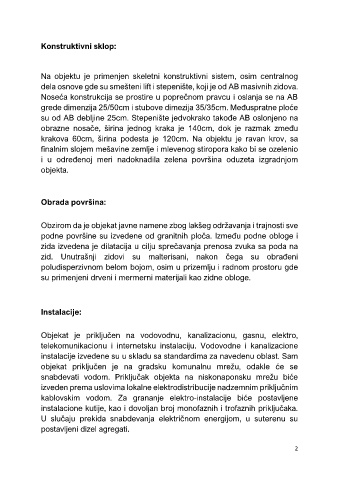 Konstruktivni sklop:
Na objektu je primenjen skeletni konstruktivni sistem, osim centralnog
dela osnove gde su smešteni lift i stepenište, koji je od AB masivnih zidova.
Noseća konstrukcija se prostire u poprečnom pravcu i oslanja se na AB
grede dimenzija 25/50cm i stubove dimezija 35/35cm. Međuspratne ploče
su od AB debljine 25cm. Stepenište jedvokrako takođe AB oslonjeno na
obrazne nosače, širina jednog kraka je 140cm, dok je razmak između
krakova 60cm, širina podesta je 120cm. Na objektu je ravan krov, sa
finalnim slojem mešavine zemlje i mlevenog stiropora kako bi se ozelenio
i u određenoj meri nadoknadila zelena površina oduzeta izgradnjom
objekta.
Obrada površina:
Obzirom da je objekat javne namene zbog lakšeg održavanja i trajnosti sve
podne površine su izvedene od granitnih ploča. Između podne obloge i
zida izvedena je dilatacija u cilju sprečavanja prenosa zvuka sa poda na
zid. Unutrašnji zidovi su malterisani, nakon čega su obrađeni
poludisperzivnom belom bojom, osim u prizemlju i radnom prostoru gde
su primenjeni drveni i mermerni materijali kao zidne obloge.
Instalacije:
Objekat je priključen na vodovodnu, kanalizacionu, gasnu, elektro,
telekomunikacionu i internetsku instalaciju. Vodovodne i kanalizacione
instalacije izvedene su u skladu sa standardima za navedenu oblast. Sam
objekat priključen je na gradsku komunalnu mrežu, odakle će se
snabdevati vodom. Priključak objekta na niskonaponsku mrežu biće
izveden prema uslovima lokalne elektrodistribucije nadzemnim priključnim
kablovskim vodom. Za grananje elektro-instalacije biće postavljene
instalacione kutije, kao i dovoljan broj monofaznih i trofaznih priključaka.
U slučaju prekida snabdevanja električnom energijom, u suterenu su
postavljeni dizel agregati.
2